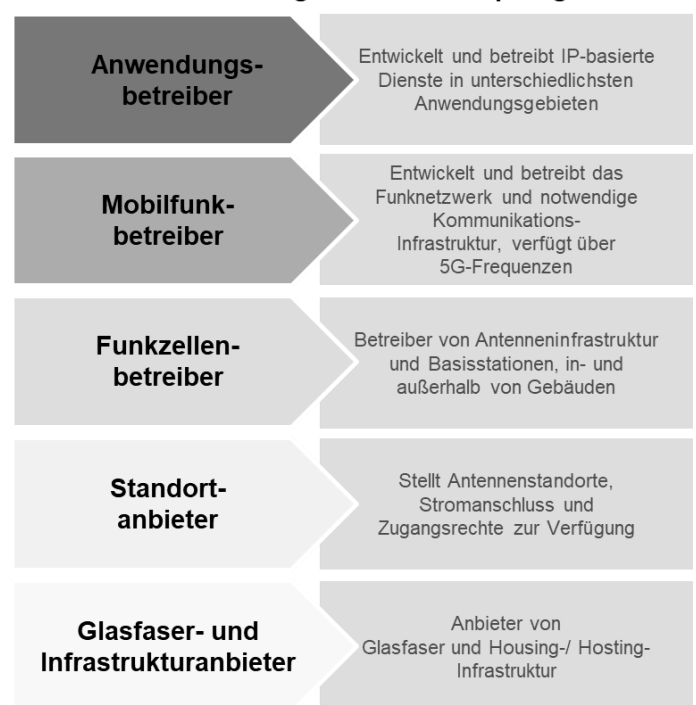 Anwendungs-
betreiber
Entwickelt und betreibt IP-basierte
Dienste in unterschiedlichsten
Anwendungsgebieten
Mobilfunk-
betreiber
Entwickelt und betreibt das
Funknetzwerk und notwendige
Kommunikations-
Infrastruktur, verfügt über
5G-Frequenzen
Funkzellen-
betreiber
Betreiber von Antenneninfrastruktur
und Basisstationen, in- und
außerhalb von Gebäuden
Standort-
anbieter
Stellt Antennenstandorte,
Stromanschluss und
Zugangsrechte zur Verfügung
Glasfaser- und
Infrastrukturanbieter
Anbieter von
Glasfaser und Housing-/ Hosting-
Infrastruktur